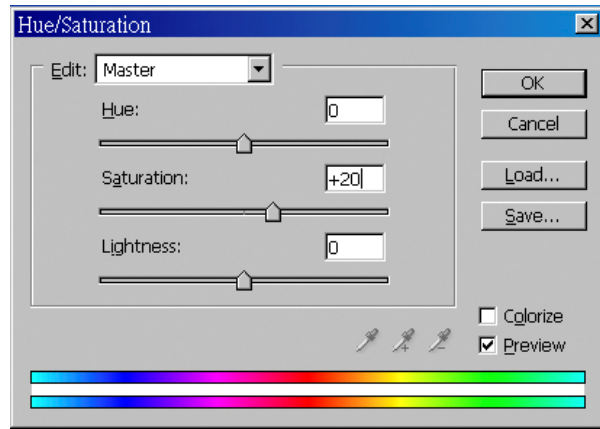 Hue/Saturation
Edit: Master
Hue: 0
Saturation: +20
Lightness: 0
OK
Cancel
Load...
Save...
Colorize
Preview